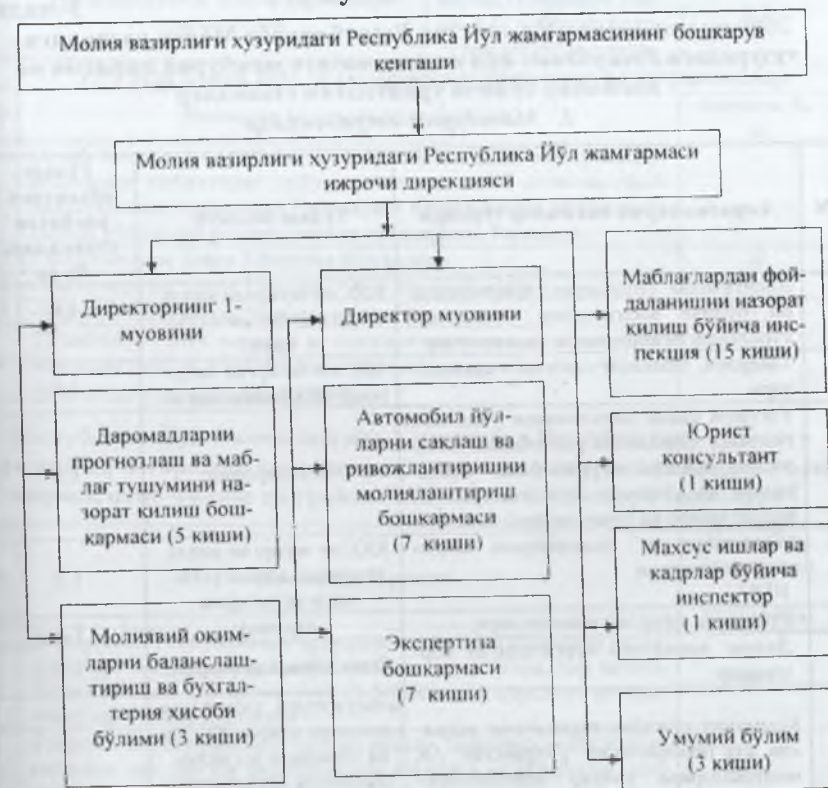 Молия вазирлиги ҳузуридаги Республика Йўл жамғармасининг бошқарув
кенгаши
Молия вазирлиги ҳузуридаги Республика Йўл жамғармаси
ижрочи дирекцияси
Директорнинг 1-
муовини
Директор муовини
Маблағлардан фой-
даланишни назорат
қилиш бўйича инс-
пекция (15 киши)
Даромадларни
прогнозлаш ва маб-
лағ тушумини на-
зорат қилиш бош-
қармаси (5 киши)
Автомобил йўл-
ларни сақлаш ва
ривожлантиришни
молиялаштириш
бошқармаси
(7 киши)
Юрист
консультант
(1 киши)
Махсус ишлар ва
кадрлар бўйича
инспектор
(1 киши)
Молиявий оқим-
ларни баланслаш-
тириш ва бухгал-
терия ҳисоби
бўлими (3 киши)
Экспертиза
бошқармаси
(7 киши)
Умумий бўлим
(3 киши)